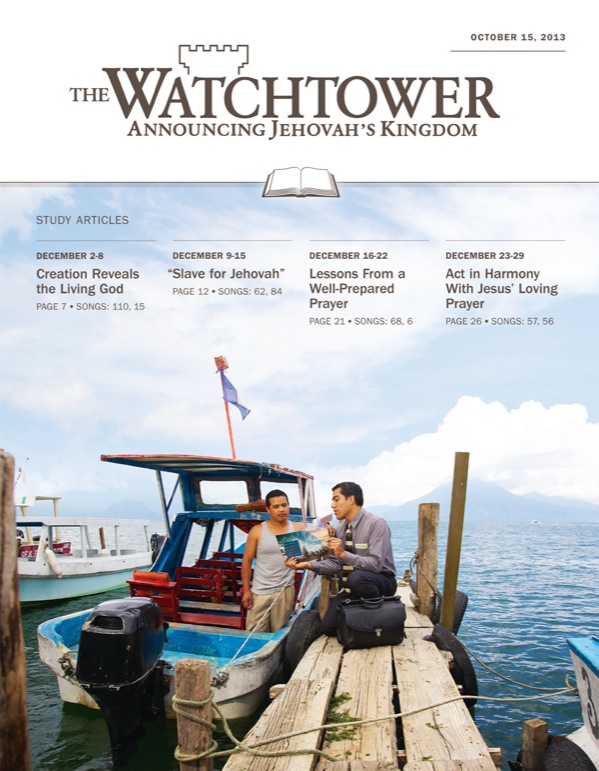 OCTOBER 15, 2013
THE WATCHTOWER
ANNOUNCING JEHOVAH'S KINGDOM
STUDY ARTICLES
DECEMBER 2-8
Creation Reveals
the Living God
PAGE 7 • SONGS: 110, 15
DECEMBER 9-15
“Slave for Jehovah”
PAGE 12 • SONGS: 62, 84
DECEMBER 16-22
Lessons From a
Well-Prepared
Prayer
PAGE 21 • SONGS: 68, 6
DECEMBER 23-29
Act in Harmony
With Jesus’ Loving
Prayer
PAGE 26 • SONGS: 57, 56